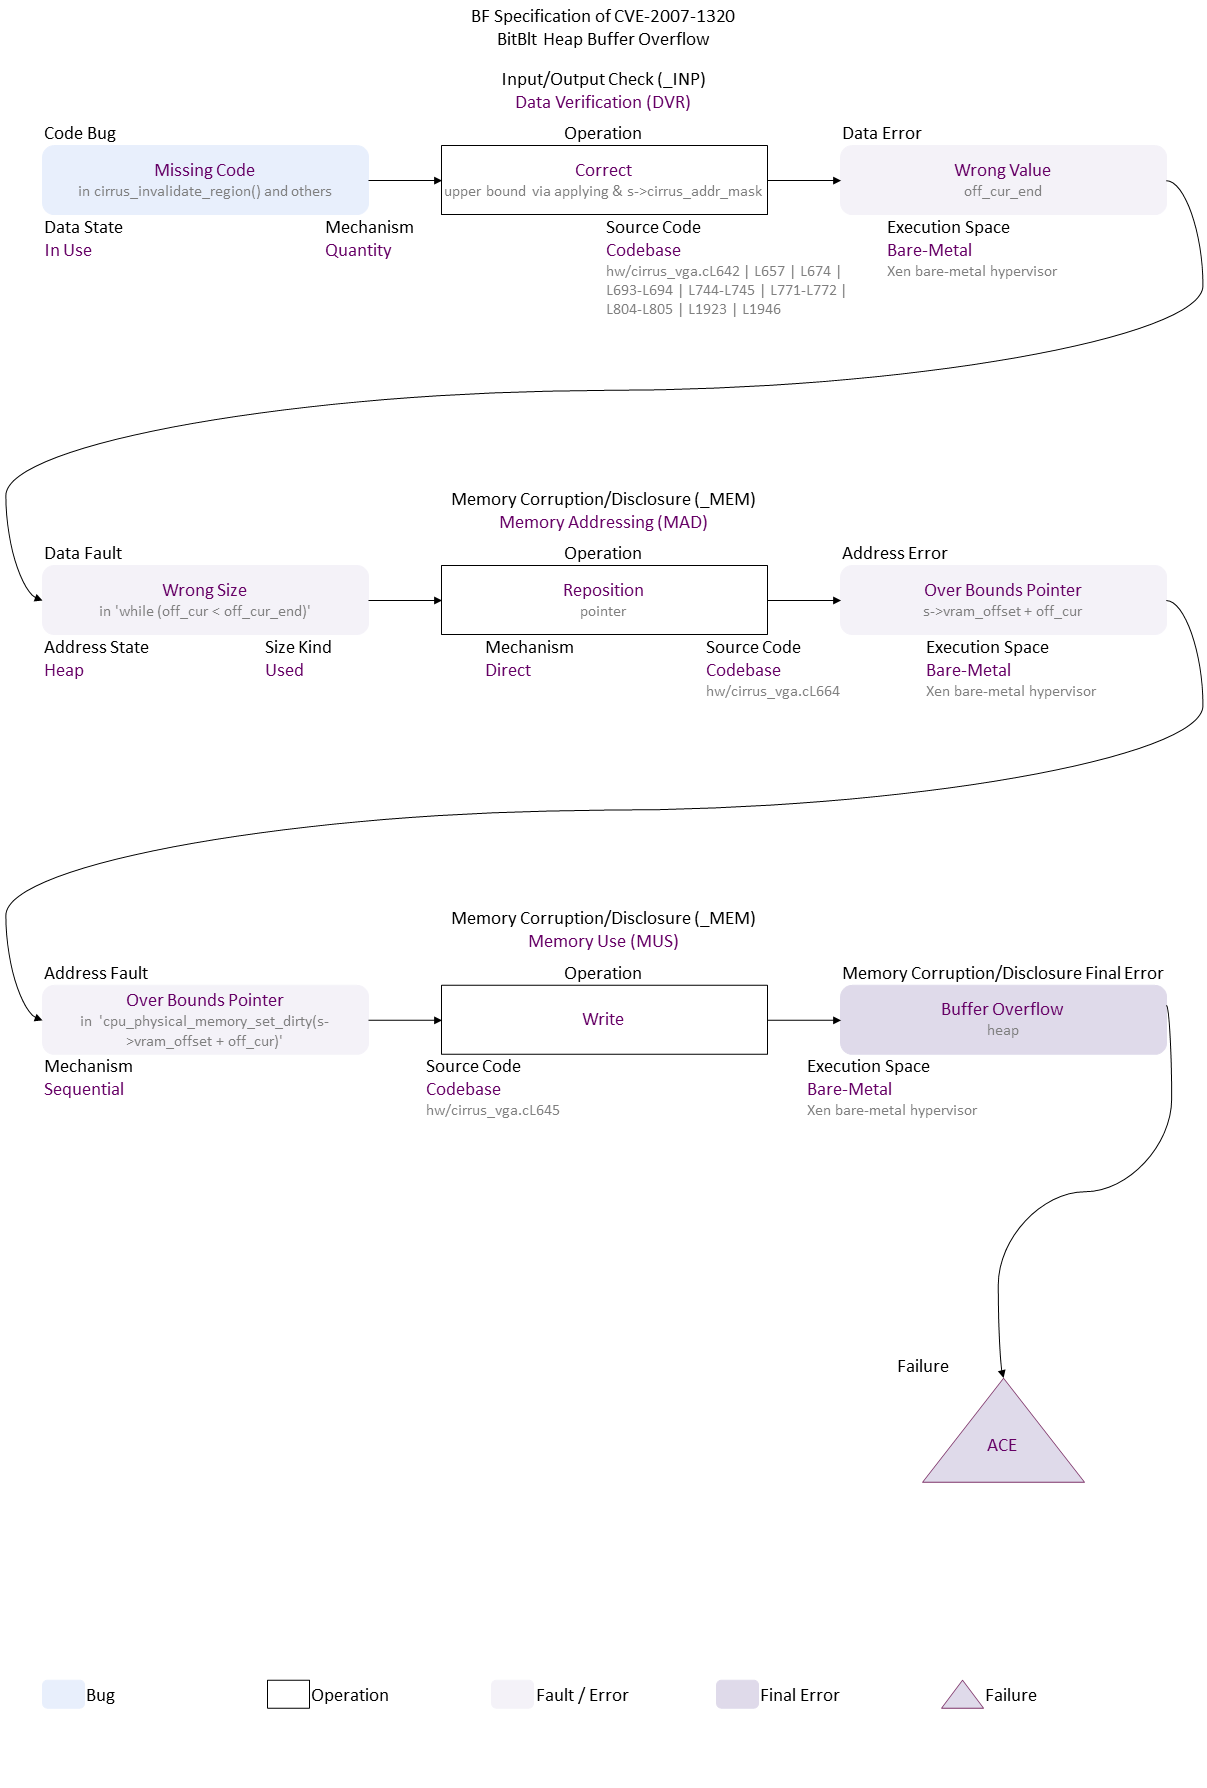 BF Specification of CVE-2007-1320
BitBlt Heap Buffer Overflow
Input/Output Check (_INP)
Data Verification (DVR)
Code Bug
Operation
Data Error
Missing Code
in cirrus_invalidate_region() and others
Correct
upper bound via applying & s->cirrus_addr_mask
Wrong Value
off_cur_end
Data State
In Use
Mechanism
Quantity
Source Code
Codebase
hw/cirrus_vga.cL642 | L657 | L674 |
L693-L694 | L744-L745 | L771-L772 |
L804-L805 | L1923 | L1946
Execution Space
Bare-Metal
Xen bare-metal hypervisor
Memory Corruption/Disclosure (_MEM)
Memory Addressing (MAD)
Data Fault
Operation
Address Error
Wrong Size
in 'while (off_cur < off_cur_end)'
Reposition
pointer
Over Bounds Pointer
s->vram_offset + off_cur
Address State
Heap
Size Kind
Used
Mechanism
Direct
Source Code
Codebase
hw/cirrus_vga.cL664
Execution Space
Bare-Metal
Xen bare-metal hypervisor
Memory Corruption/Disclosure (_MEM)
Memory Use (MUS)
Address Fault
Operation
Memory Corruption/Disclosure Final Error
Over Bounds Pointer
in 'cpu_physical_memory_set_dirty(s-
>vram_offset + off_cur)'
Write
Buffer Overflow
heap
Mechanism
Sequential
Source Code
Codebase
hw/cirrus_vga.cL645
Execution Space
Bare-Metal
Xen bare-metal hypervisor
Failure
ACE
Bug
Operation
Fault / Error
Final Error
Failure